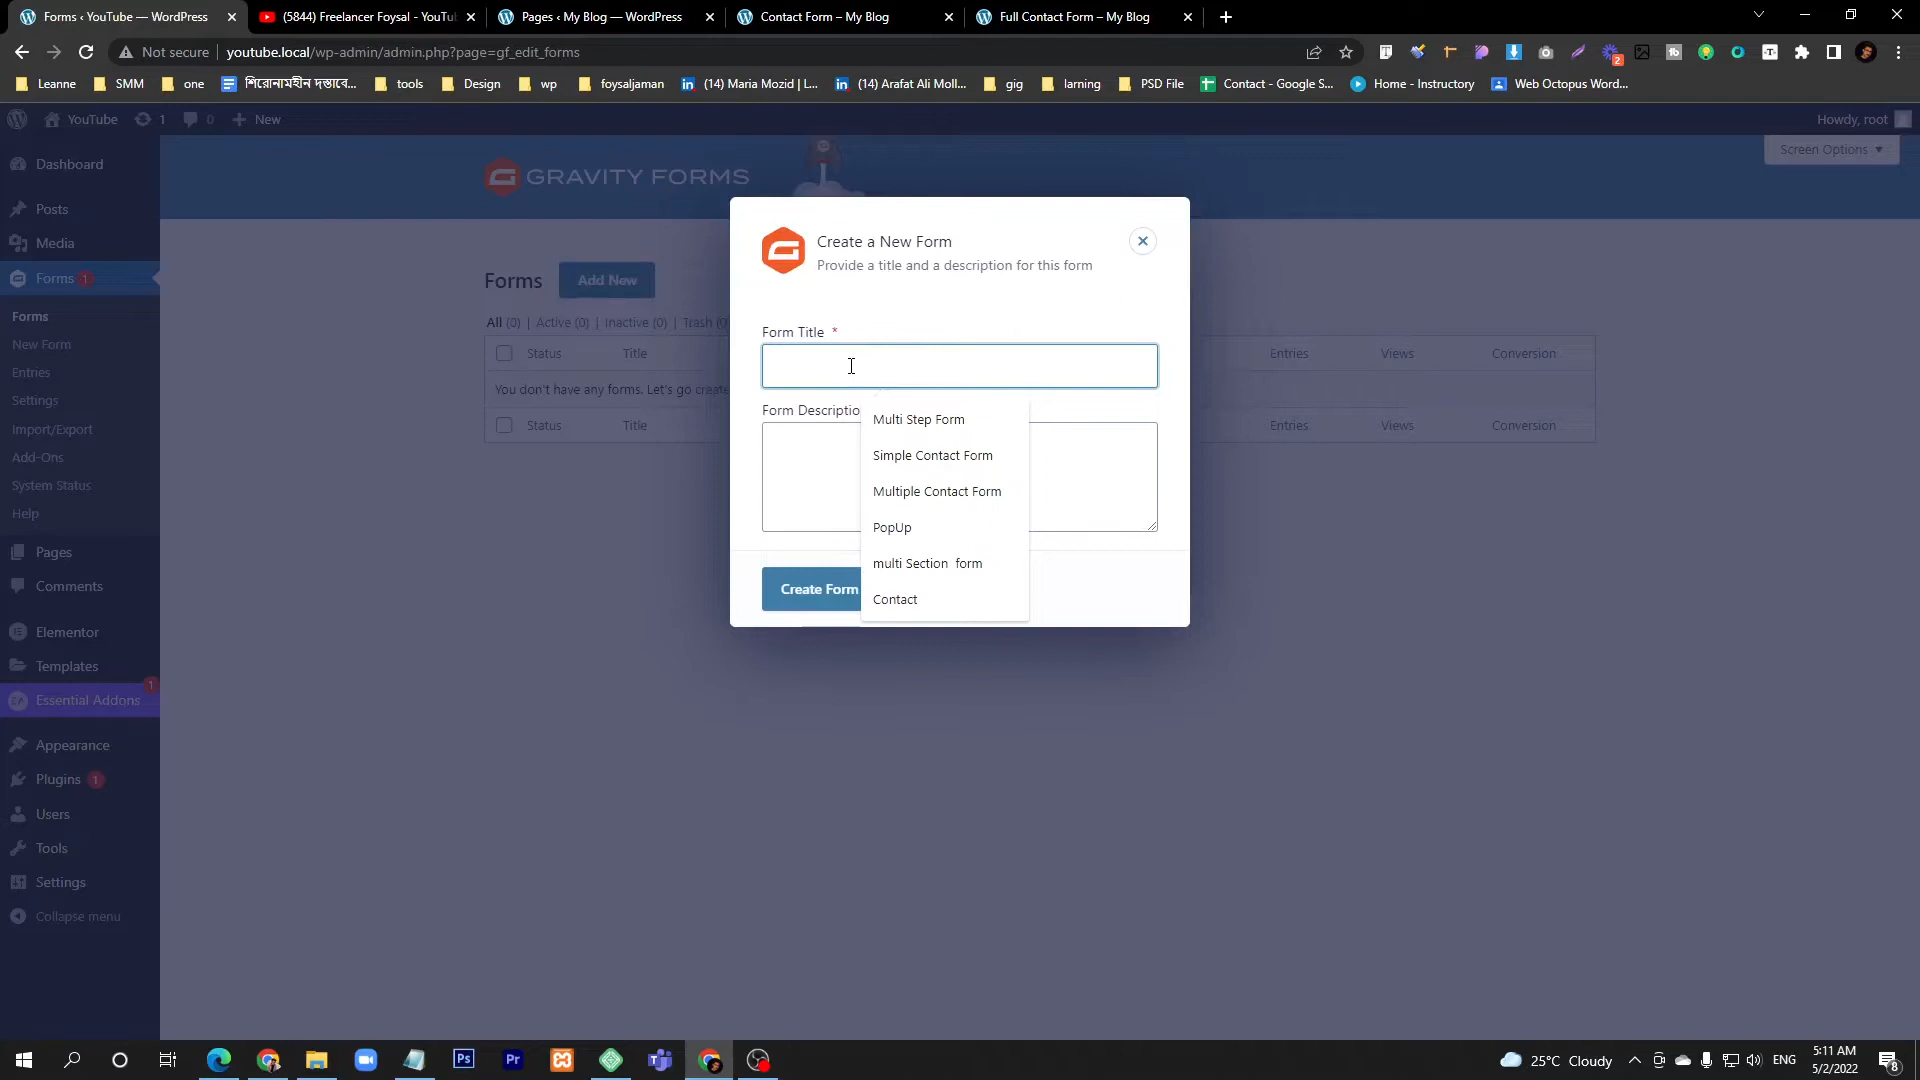 Forms ‹ YouTube — WordPress
(5844) Freelancer Foysal - YouTu
Pages ‹ My Blog — WordPress
Contact Form – My Blog
Full Contact Form – My Blog
Not secure
youtube.local/wp-admin/admin.php?page=gf_edit_forms
2
Leanne
SMM
one
শিরোনামহীন দস্তাবে...
tools
Design
wp
foysaljaman
(14) Maria Mozid | L...
(14) Arafat Ali Moll...
gig
larning
PSD File
Contact - Google S...
Home - Instructory
Web Octopus Word...
YouTube
1
0
New
Howdy, root
Screen Options
Dashboard
Posts
Media
Forms 1
Forms
New Form
Entries
Settings
Import/Export
Add-Ons
System Status
Help
Pages
Comments
Elementor
Templates
Essential Addons
1
Appearance
Plugins 1
Users
Tools
Settings
Collapse menu
GRAVITY FORMS
Forms
Add New
All (0) | Active (0) | Inactive (0) | Trash (0
Status
Title
Entries
Views
Conversion
You don't have any forms. Let's go create
Status
Title
Entries
Views
Conversion
Create a New Form
Provide a title and a description for this form
Form Title *
Form Descriptio
Multi Step Form
Simple Contact Form
Multiple Contact Form
PopUp
multi Section form
Contact
Create Form
Ps
Pr
25°C Cloudy
ENG
5:11 AM
5/2/2022
8